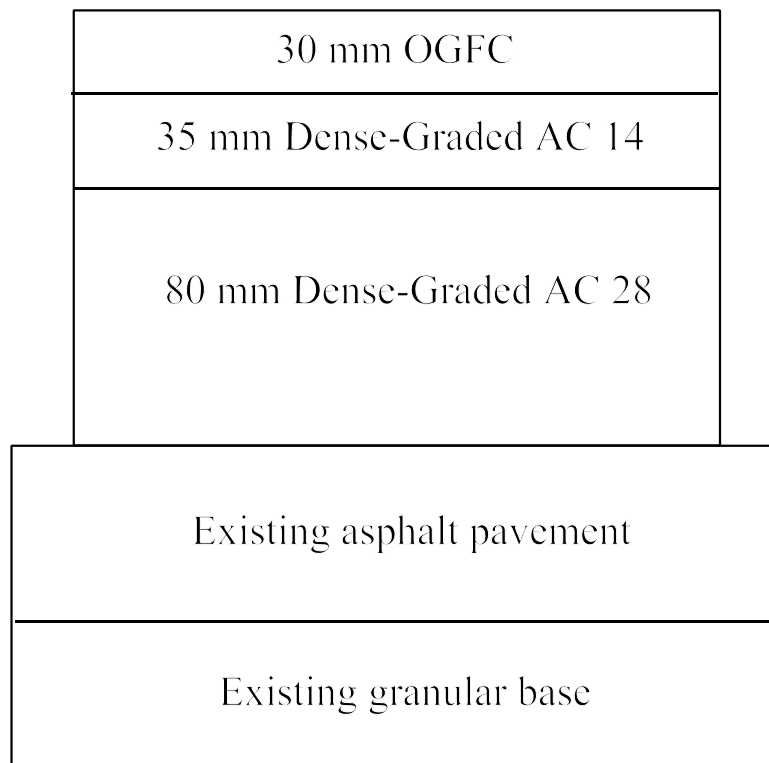 30 mm OGFC
35 mm Dense-Graded AC 14
80 mm Dense-Graded AC 28
Existing asphalt pavement
Existing granular base